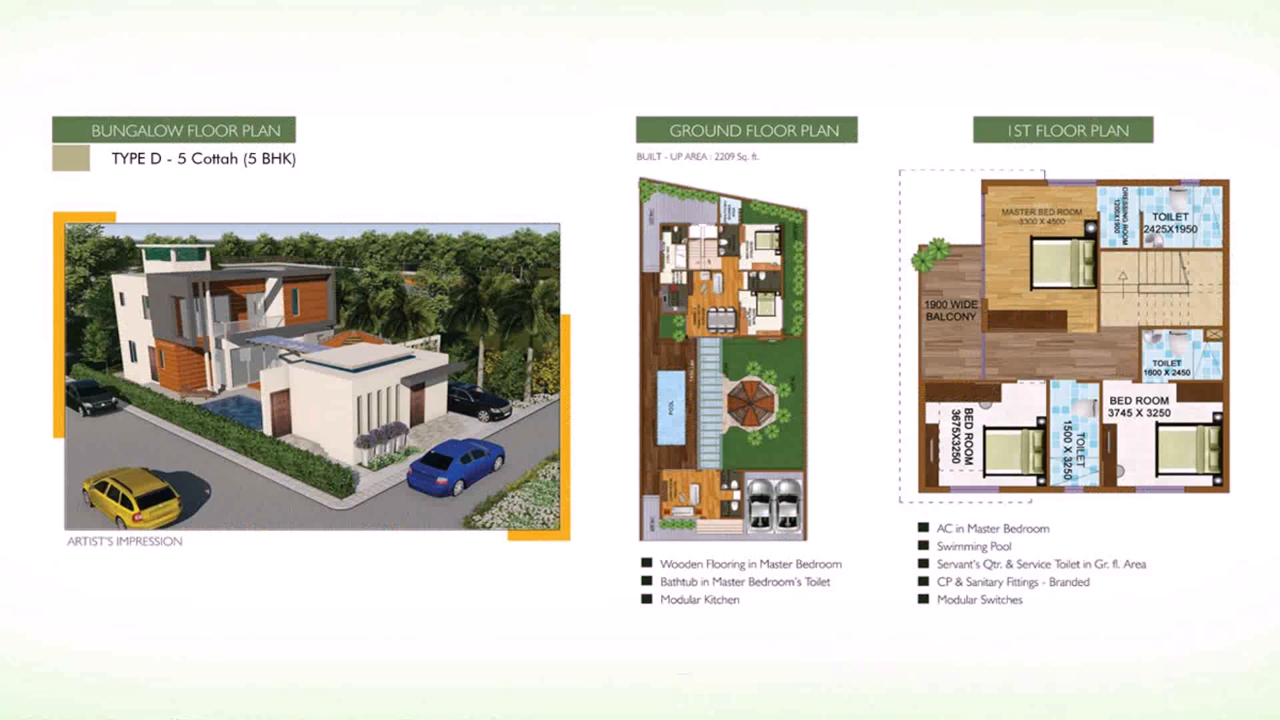 BUNGALOW FLOOR PLAN
TYPE D - 5 Cottah (5 BHK)
ARTIST'S IMPRESSION
GROUND FLOOR PLAN
BUILT - UP AREA : 2209 Sq. ft.
POOL
Wooden Flooring in Master Bedroom
Bathtub in Master Bedroom's Toilet
Modular Kitchen
1ST FLOOR PLAN
MASTER BED ROOM
3300 X 4500
DRESSING ROOM
1200X1950
TOILET
2425X1950
1900 WIDE
BALCONY
TOILET
1600 X 2450
BED ROOM
3675X3250
TOILET
1500 X 3250
BED ROOM
3745 X 3250
AC in Master Bedroom
Swimming Pool
Servant's Qtr. & Service Toilet in Gr. fl. Area
CP & Sanitary Fittings - Branded
Modular Switches